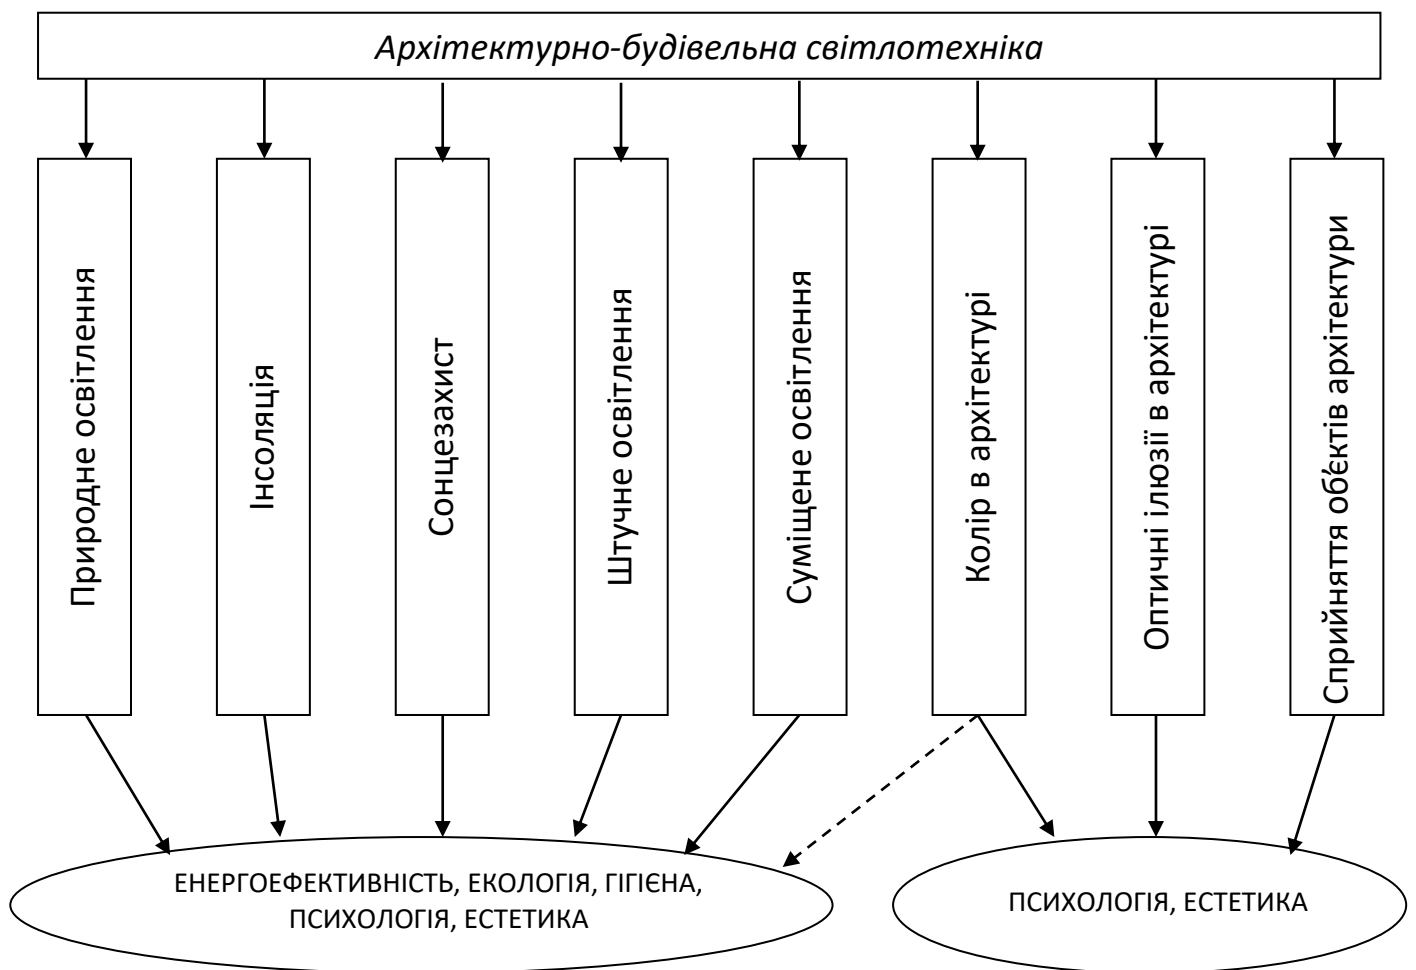 Архітектурно-будівельна світлотехніка
Природне освітлення
Інсоляція
Сонцезахист
Штучне освітлення
Суміщене освітлення
Колір в архітектурі
Оптичні ілюзії в архітектурі
Сприйняття об'єктів архітектури
ЕНЕРГОЕФЕКТИВНІСТЬ, ЕКОЛОГІЯ, ГІГІЄНА,
ПСИХОЛОГІЯ, ЕСТЕТИКА
ПСИХОЛОГІЯ, ЕСТЕТИКА